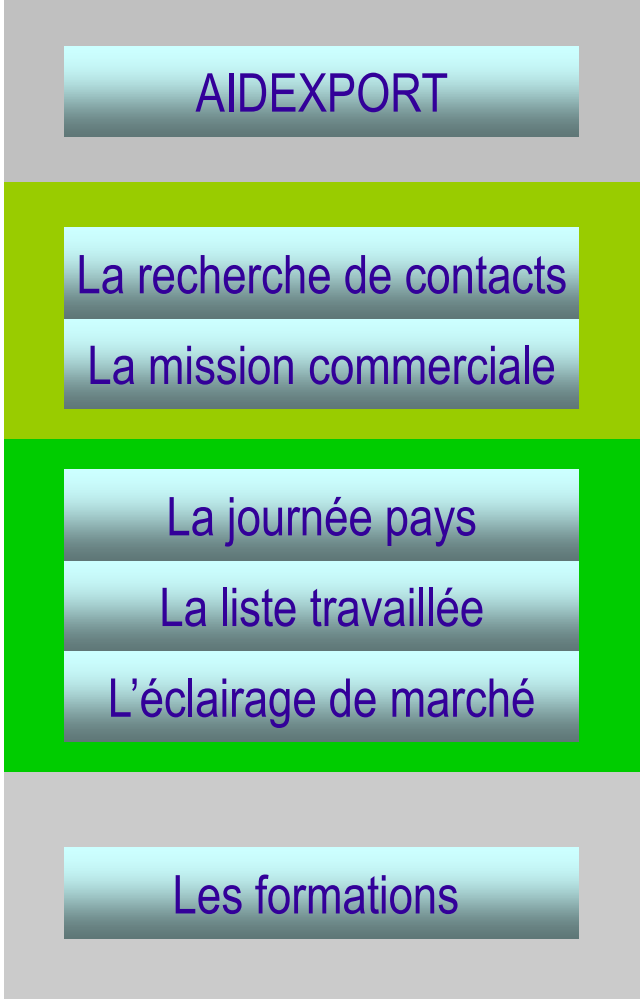 AIDEXPORT
La recherche de contacts
La mission commerciale
La journée pays
La liste travaillée
L’éclairage de marché
Les formations